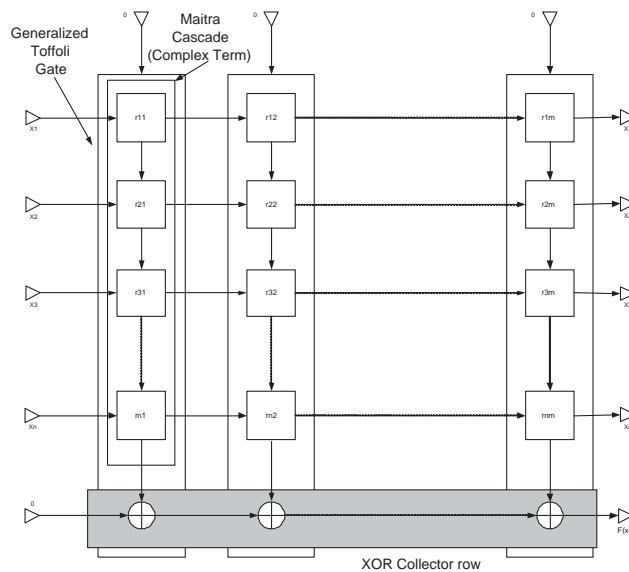 0
0
0
Generalized
Toffoli
Gate
Maitra
Cascade
(Complex Term)
r11
r12
r1m
X1
X
r21
r22
r2m
X2
X
r31
r32
r3m
X3
X
rn1
rn2
rnm
Xn
X
0
F(x
XOR Collector row